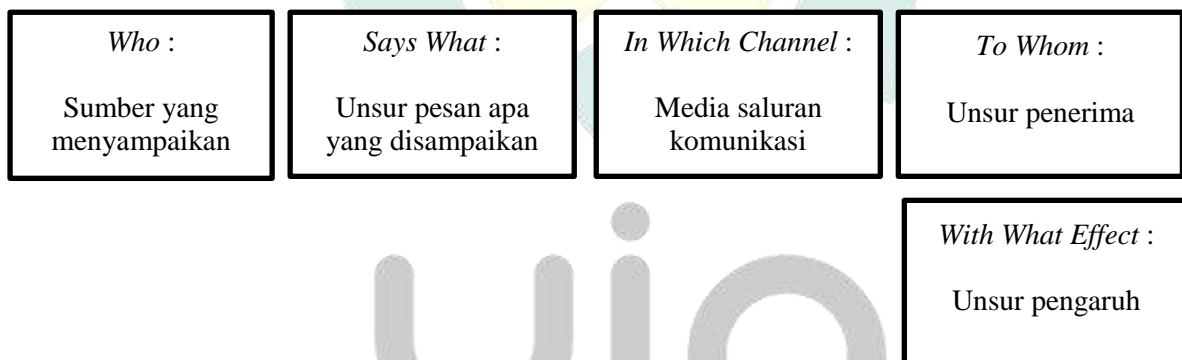 Who :
Sumber yang
menyampaikan
Says What :
Unsur pesan apa
yang disampaikan
In Which Channel :
Media saluran
komunikasi
To Whom :
Unsur penerima
With What Effect :
Unsur pengaruh
uin